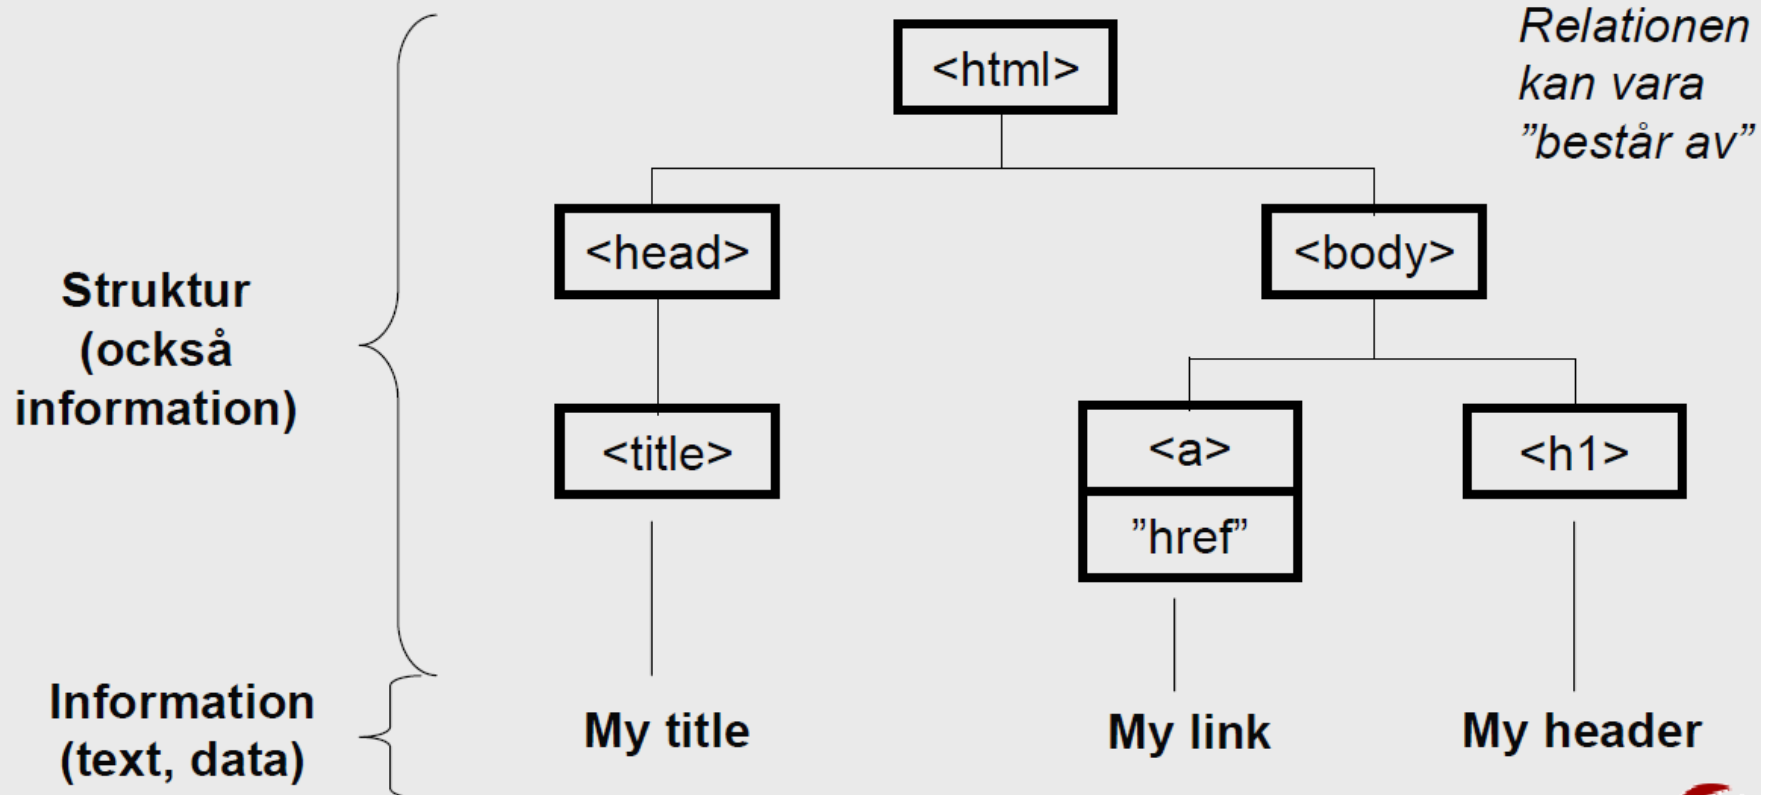 Relationen
kan vara
”består av”
<html>
<head>
<body>
Struktur
(också
information)
<title>
<a>
<h1>
”href”
Information
(text, data)
My title
My link
My header